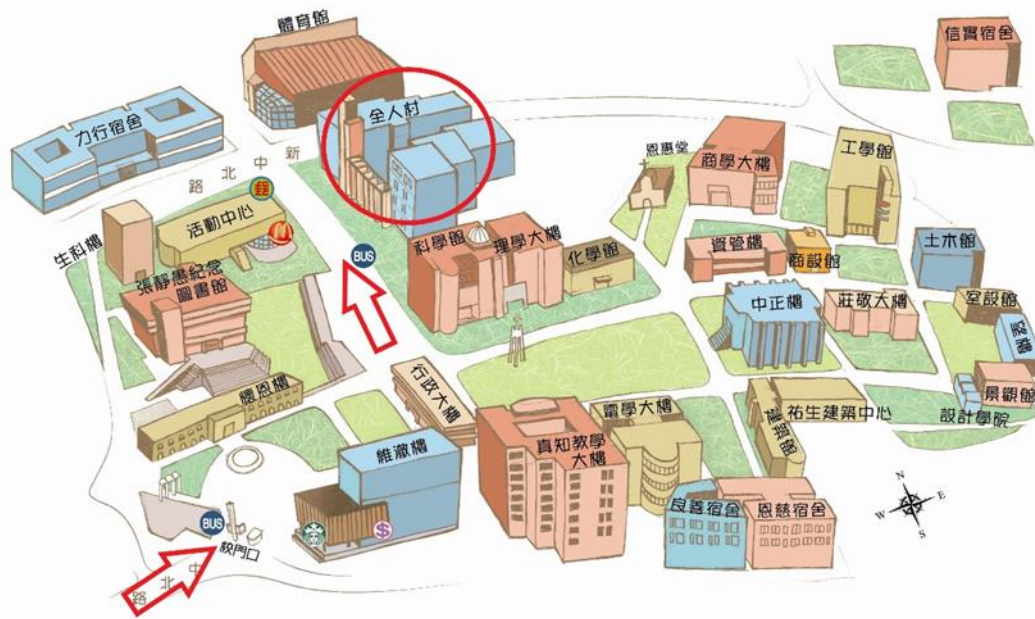 體育館
信實宿舍
全人村
力行宿舍
新中北路
恩惠堂
商學大樓
工學館
郵
活動中心
生科樓
BUS
科學館
理學大樓
化學館
資管樓
商設館
土木館
張靜愚紀念
圖書館
中正樓
莊敬大樓
室設館
行政大樓
景觀館
設計學院
懷恩樓
電學大樓
真知教學
大樓
建築館
祐生建築中心
維澈樓
良善宿舍
恩慈宿舍
BUS
校門口
中北路
$
N
W
E
S